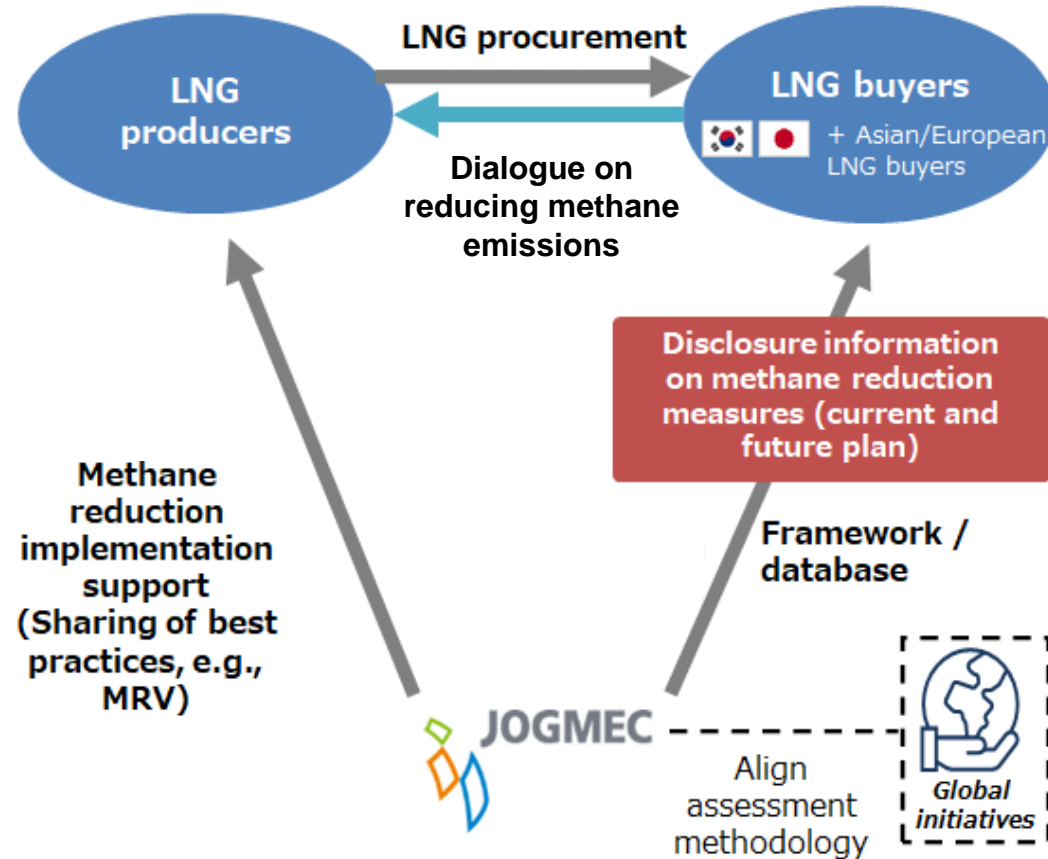 LNG procurement
LNG
producers
LNG buyers
+ Asian/European
LNG buyers
Dialogue on
reducing methane
emissions
Disclosure information
on methane reduction
measures (current and
future plan)
Methane
reduction
implementation
support
(Sharing of best
practices, e.g.,
MRV)
Framework /
database
JOGMEC
Align
assessment
methodology
Global
initiatives